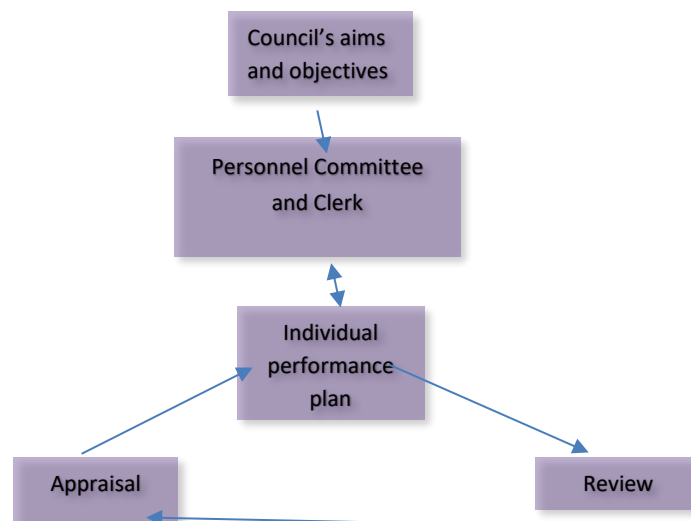 Council’s aims
and objectives
Personnel Committee
and Clerk
Individual
performance
plan
Appraisal
Review